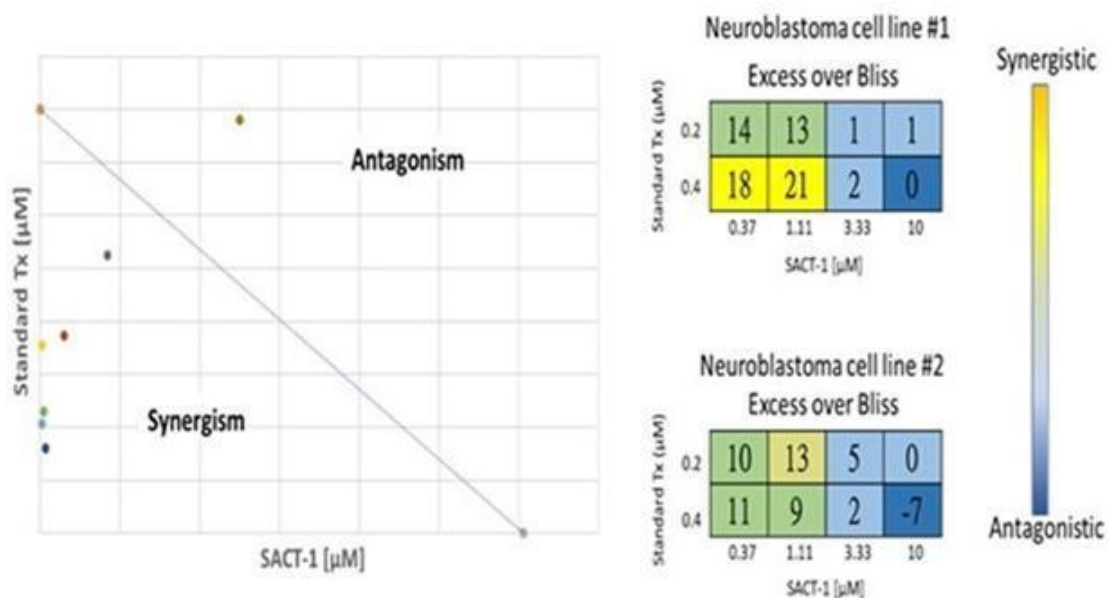 Standard Tx (μM)
Antagonism
Synergism
SACT-1 [μM]
Neuroblastoma cell line #1
Excess over Bliss
Standard Tx (μM)
0.2 14 13 1 1
0.4 18 21 2 0
0.37 1.11 3.33 10
SACT-1 [μM]
Neuroblastoma cell line #2
Excess over Bliss
Standard Tx (μM)
0.2 10 13 5 0
0.4 11 9 2 -7
0.37 1.11 3.33 10
SACT-1 [μM]
Synergistic
Antagonistic